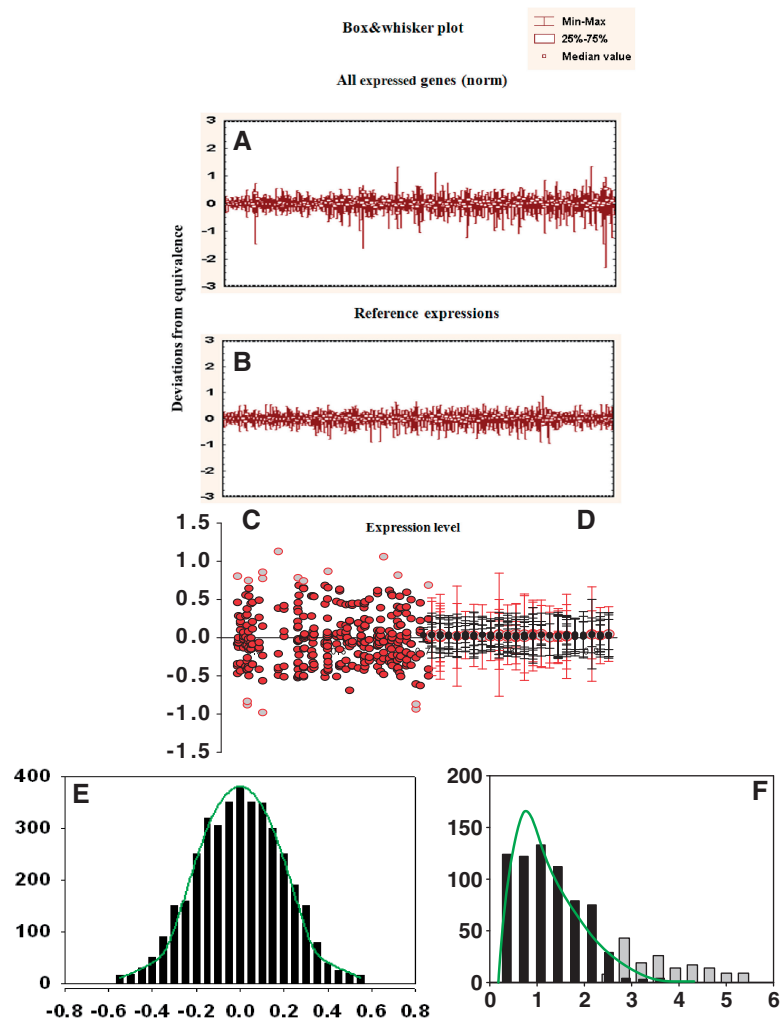 Box&whisker plot
Min-Max
25%-75%
Median value
All expressed genes (norm)
Deviations from equivalence
A
3
2
1
0
-1
-2
-3
Reference expressions
B
3
2
1
0
-1
-2
-3
C
Expression level
D
1.5
1.0
0.5
0.0
-0.5
-1.0
-1.5
E
400
300
200
100
0
-0.8 -0.6 -0.4 -0.2 0.0 0.2 0.4 0.6 0.8
F
200
150
100
50
0
0 1 2 3 4 5 6